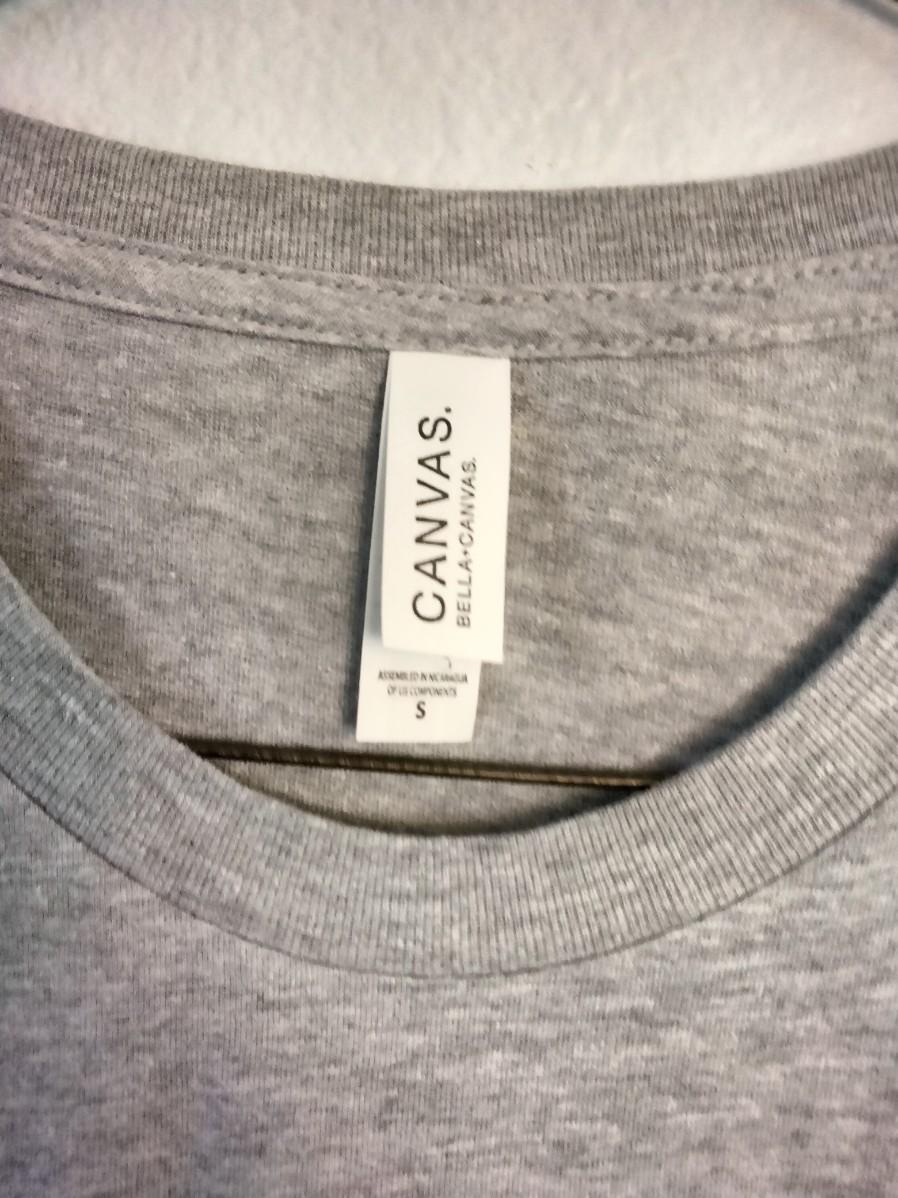 CANVAS.
BELLA+CANVAS.
ASSEMBLED IN NICARAGUA
OF US COMPONENTS
S